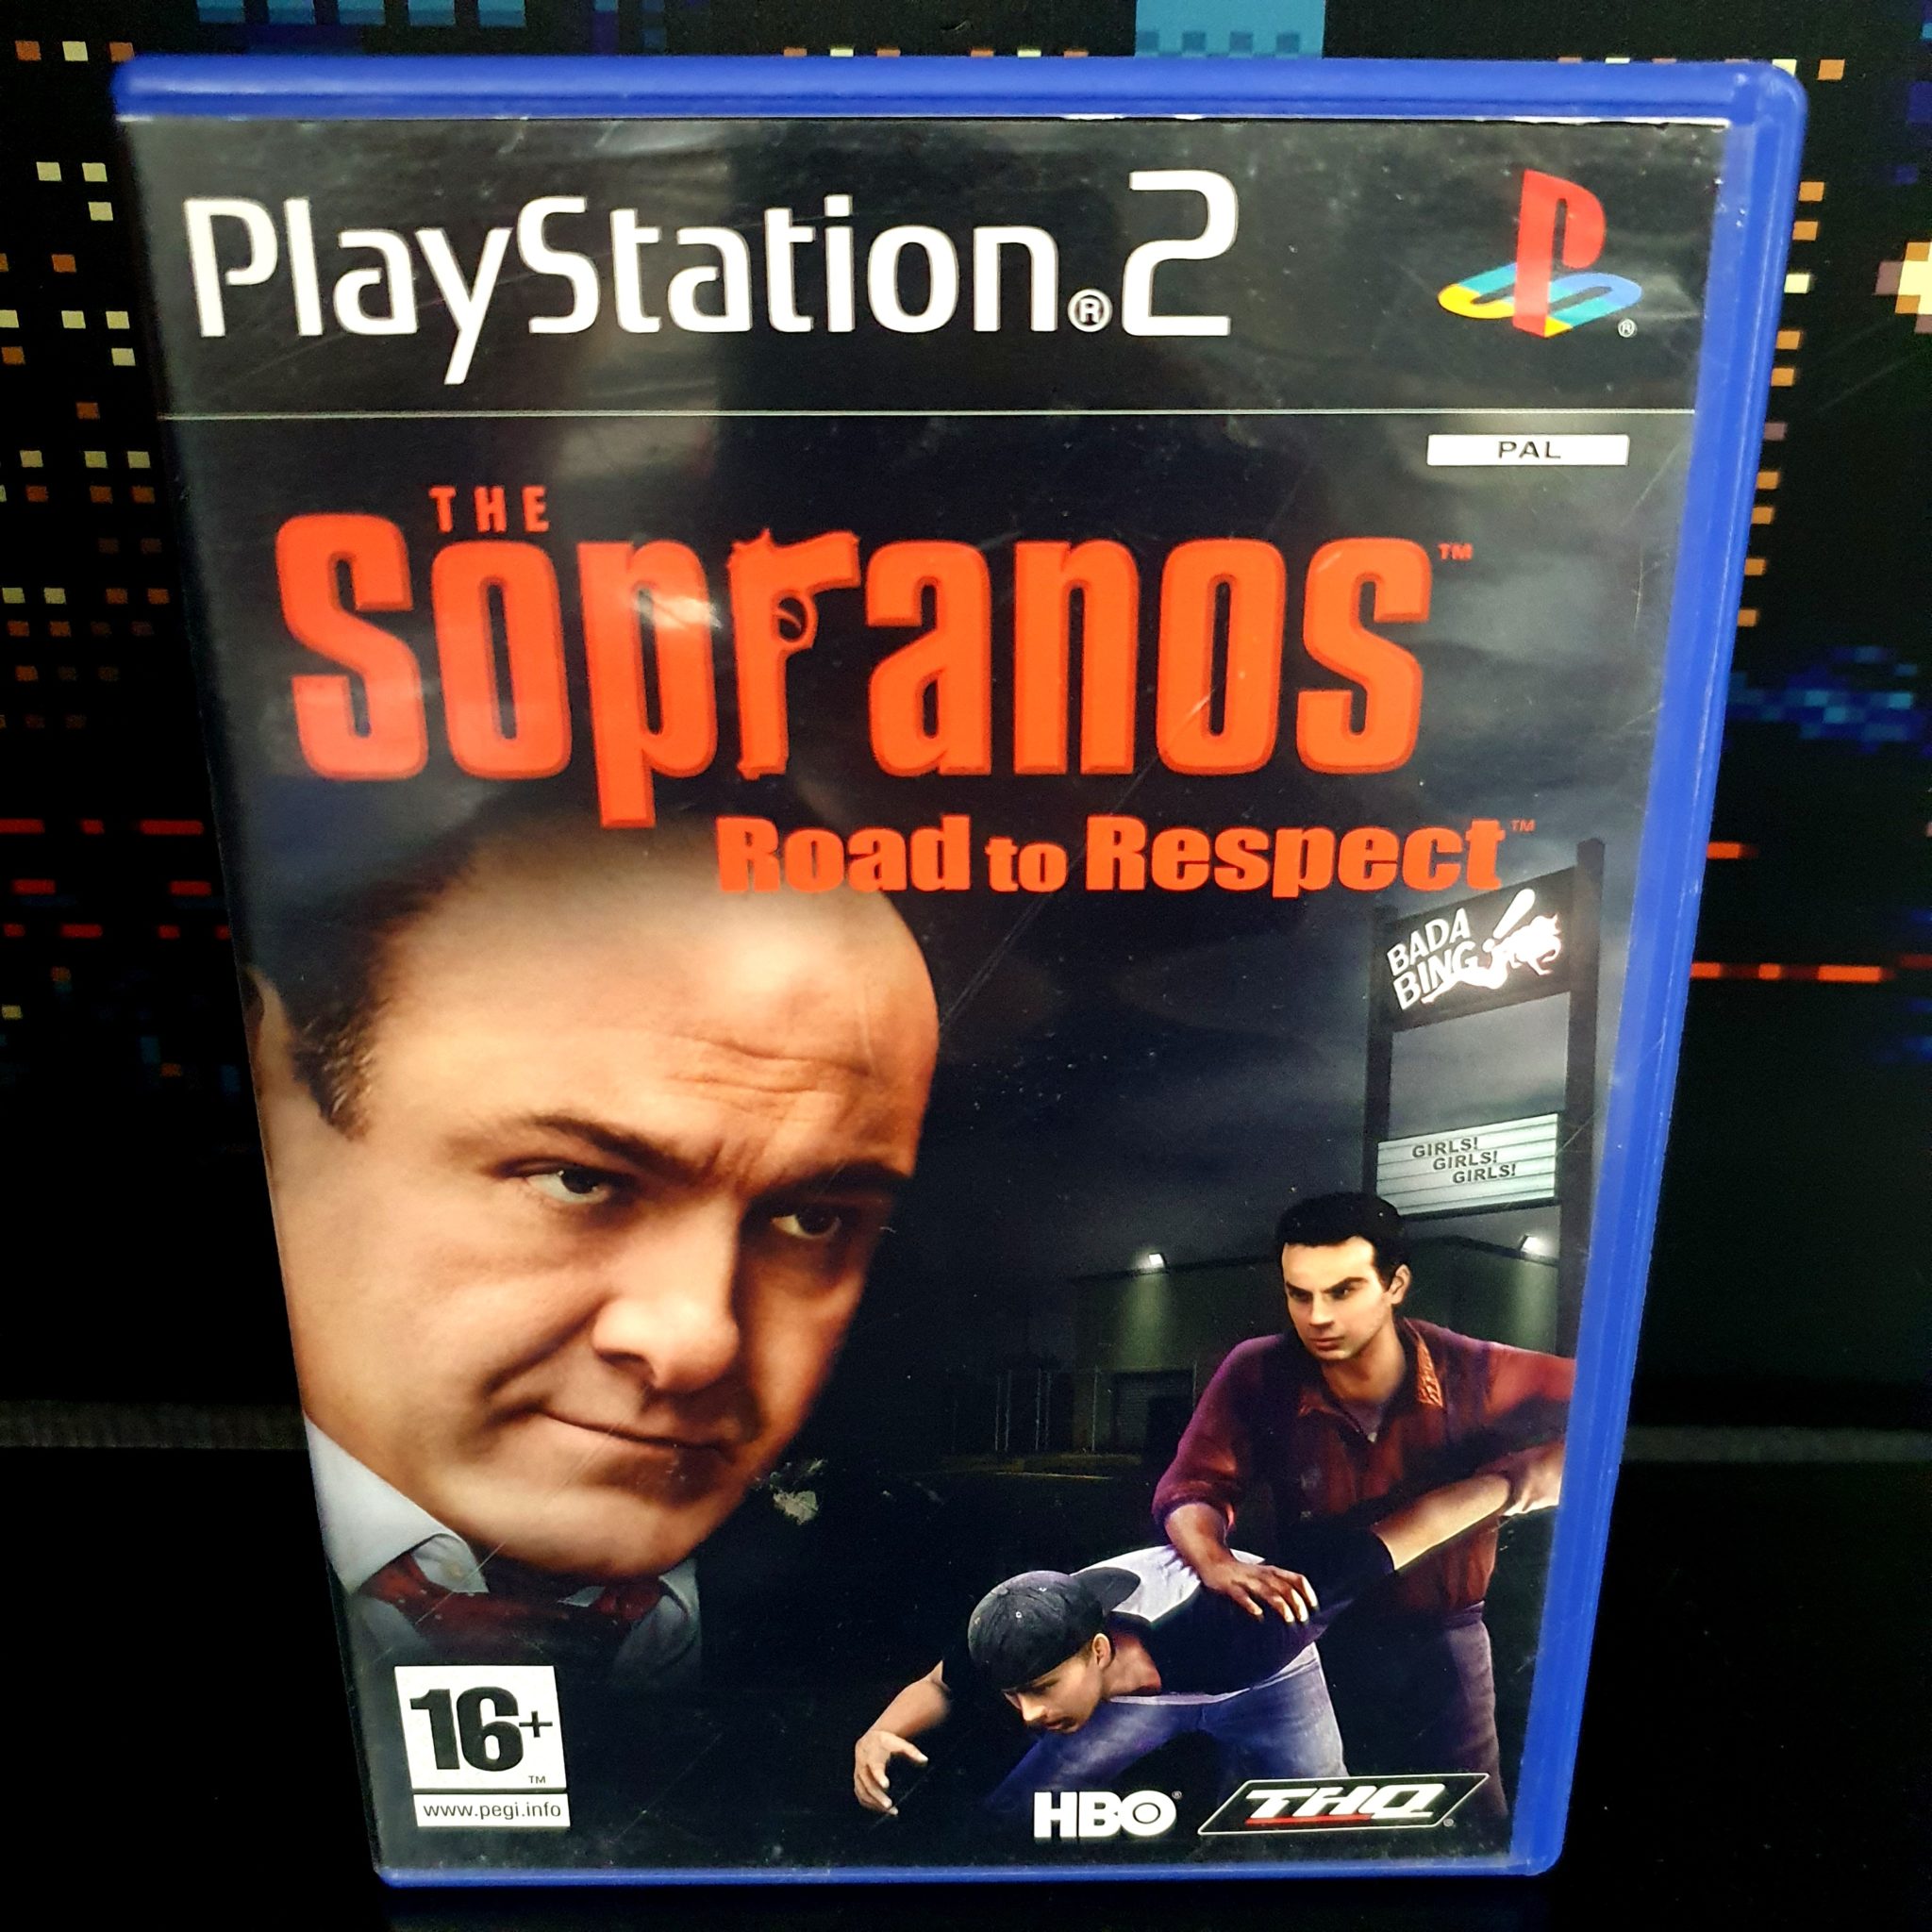 PlayStation®2
PAL
THE
Sopranos™
Road to Respect™
BADA
BING
GIRLS!
GIRLS!
GIRLS!
16+™
www.pegi.info
HBO®
THQ®